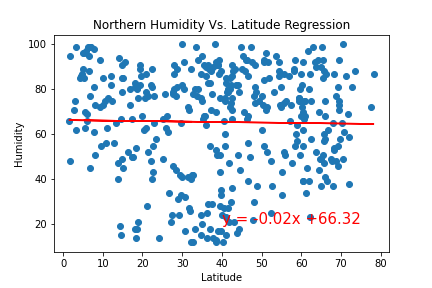 Northern Humidity Vs. Latitude Regression
100
80
60
40
20
Humidity
y = -0.02x +66.32
0 10 20 30 40 50 60 70 80
Latitude